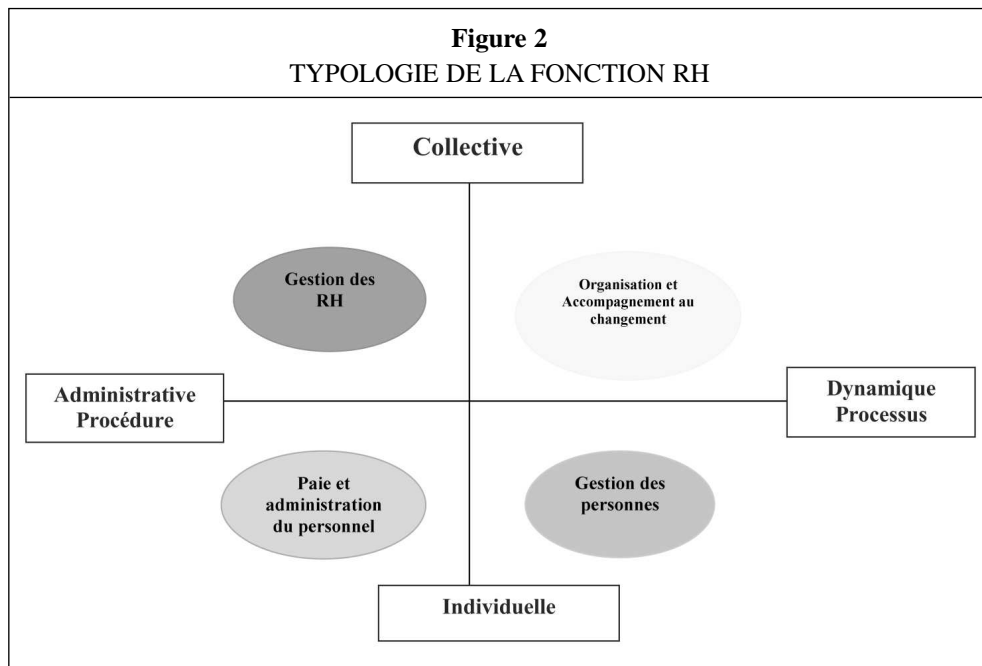 Figure 2
TYPOLOGIE DE LA FONCTION RH
Collective
Gestion des
RH
Organisation et
Accompagnement au
changement
Administrative
Procédure
Dynamique
Processus
Paie et
administration
du personnel
Gestion des
personnes
Individuelle